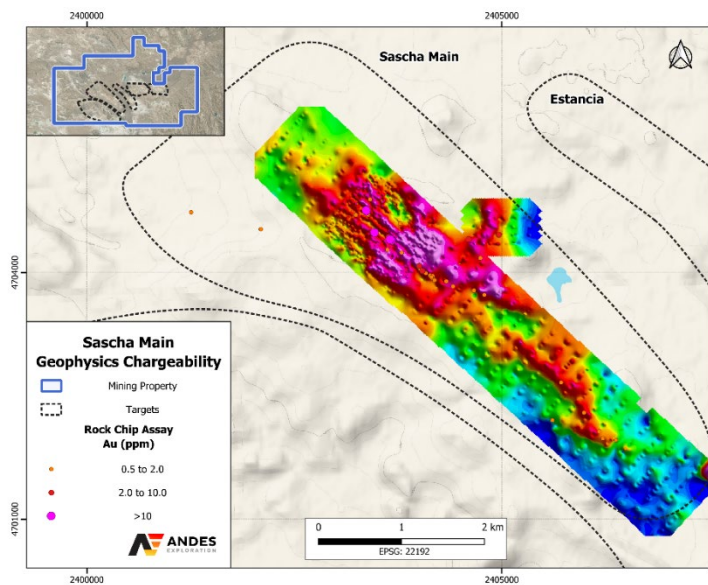 2400000
2405000
Sascha Main
Estancia
4704000
4701000
Sascha Main
Geophysics Chargeability
Mining Property
Targets
Rock Chip Assay
Au (ppm)
0.5 to 2.0
2.0 to 10.0
>10
ANDES
EXPLORATION
0 1 2 km
EPSG: 22192
2400000
2405000